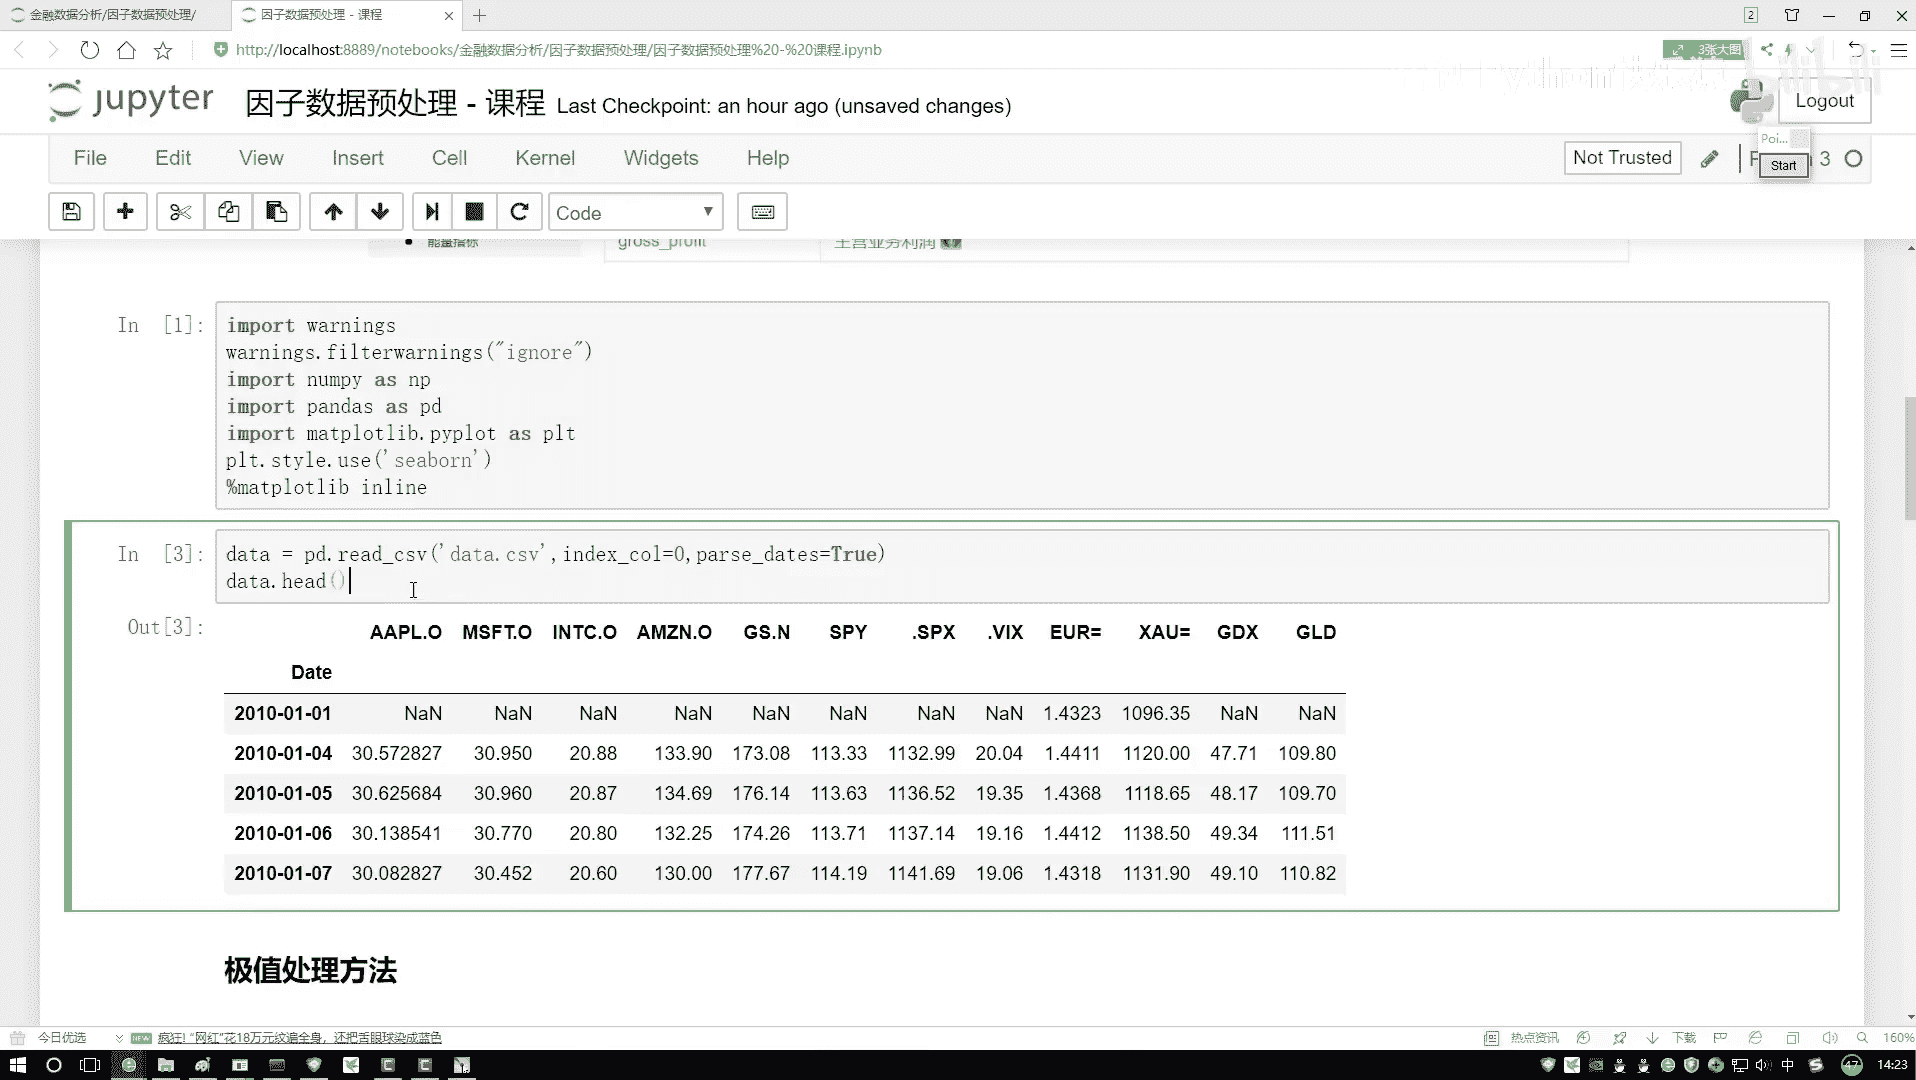 金融数据分析/因子数据预处理/
因子数据预处理 - 课程
2
http://localhost:8889/notebooks/金融数据分析/因子数据预处理/因子数据预处理%20-%20课程.ipynb
3张大图
bilibili
jupyter 因子数据预处理 - 课程 Last Checkpoint: an hour ago (unsaved changes)
Logout
Poi...
Start
File Edit View Insert Cell Kernel Widgets Help
Not Trusted
3
Code
能量指标 gross_profit 主营业务利润
In [1]:
import warnings
warnings.filterwarnings("ignore")
import numpy as np
import pandas as pd
import matplotlib.pyplot as plt
plt.style.use('seaborn')
%matplotlib inline
In [3]:
data = pd.read_csv('data.csv',index_col=0,parse_dates=True)
data.head()
Out[3]:
AAPL.O MSFT.O INTC.O AMZN.O GS.N SPY .SPX .VIX EUR= XAU= GDX GLD
Date
2010-01-01 NaN NaN NaN NaN NaN NaN NaN NaN 1.4323 1096.35 NaN NaN
2010-01-04 30.572827 30.950 20.88 133.90 173.08 113.33 1132.99 20.04 1.4411 1120.00 47.71 109.80
2010-01-05 30.625684 30.960 20.87 134.69 176.14 113.63 1136.52 19.35 1.4368 1118.65 48.17 109.70
2010-01-06 30.138541 30.770 20.80 132.25 174.26 113.71 1137.14 19.16 1.4412 1138.50 49.34 111.51
2010-01-07 30.082827 30.452 20.60 130.00 177.67 114.19 1141.69 19.06 1.4318 1131.90 49.10 110.82
极值处理方法
今日优选
NEW
疯狂! "网红"花18万元纹遍全身，还把舌眼球染成蓝色
热点资讯
下载
160%
中
47
14:23